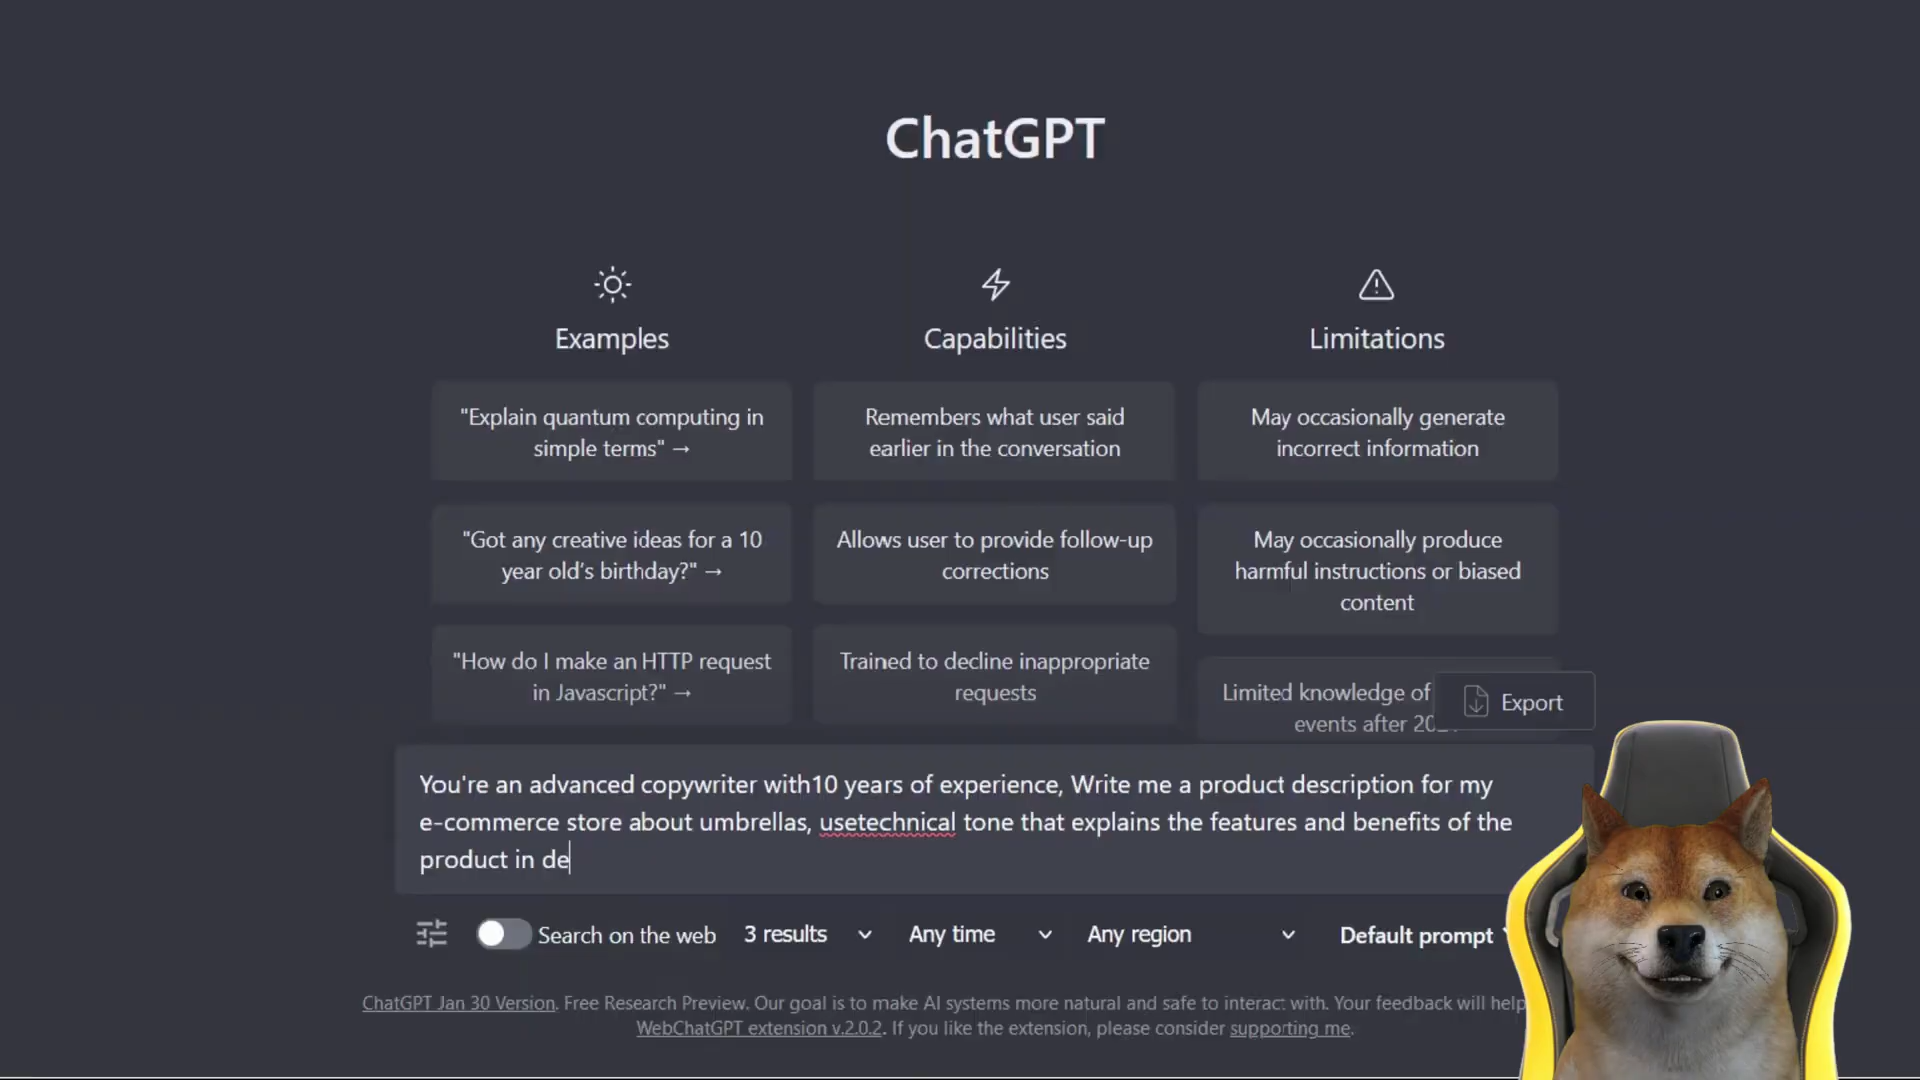 ChatGPT
Examples
Capabilities
Limitations
"Explain quantum computing in
simple terms" →
Remembers what user said
earlier in the conversation
May occasionally generate
incorrect information
"Got any creative ideas for a 10
year old's birthday?" →
Allows user to provide follow-up
corrections
May occasionally produce
harmful instructions or biased
content
"How do I make an HTTP request
in Javascript?" →
Trained to decline inappropriate
requests
Limited knowledge of
events after
Export
You're an advanced copywriter with10 years of experience, Write me a product description for my
e-commerce store about umbrellas, usetechnical tone that explains the features and benefits of the
product in de
Search on the web
3 results
Any time
Any region
Default prompt
ChatGPT Jan 30 Version. Free Research Preview. Our goal is to make AI systems more natural and safe to interact with. Your feedback will help
WebChatGPT extension v.2.0.2. If you like the extension, please consider supporting me.